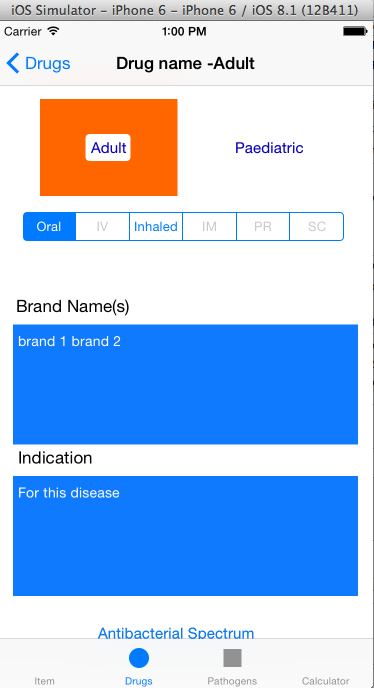 iOS Simulator - iPhone 6 - iPhone 6 / iOS 8.1 (12B411)
Carrier 1:00 PM
Drugs Drug name -Adult
Adult Paediatric
Oral IV Inhaled IM PR SC
Brand Name(s)
brand 1 brand 2
Indication
For this disease
Antibacterial Spectrum
Item Drugs Pathogens Calculator